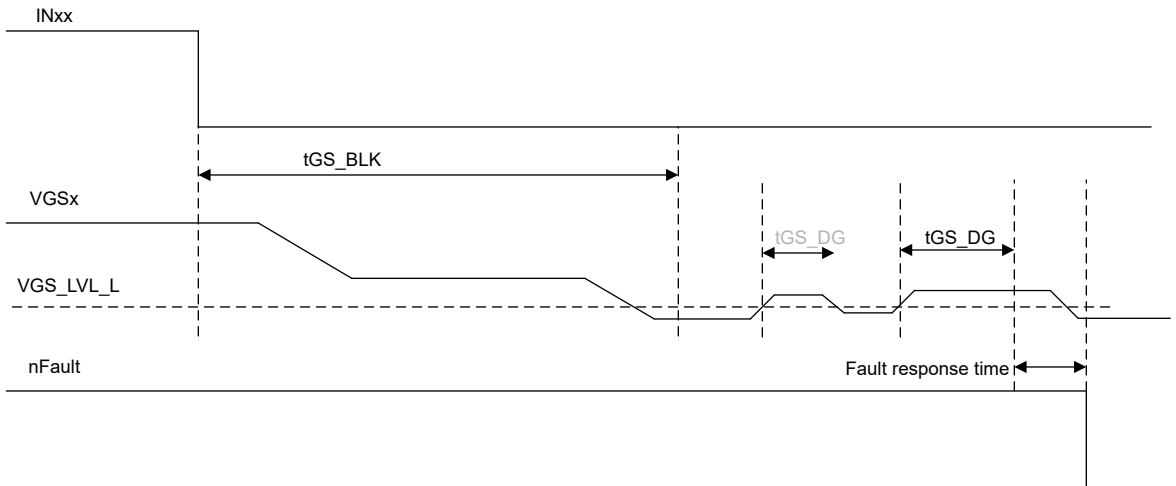 INxx
tGS_BLK
VGSx
tGS_DG
tGS_DG
VGS_LVL_L
nFault
Fault response time